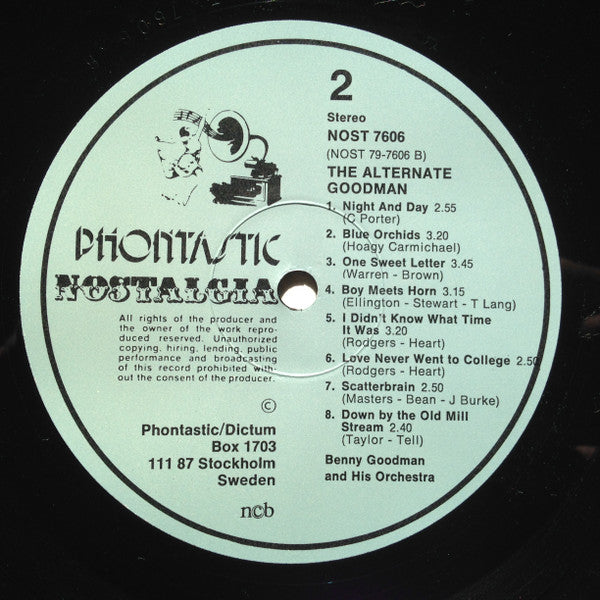 2
Stereo
NOST 7606
(NOST 79-7606 B)
THE ALTERNATE
GOODMAN
1. Night And Day 2.55
(C Porter)
2. Blue Orchids 3.20
(Hoagy Carmichael)
3. One Sweet Letter 3.45
(Warren - Brown)
4. Boy Meets Horn 3.15
(Ellington - Stewart - T Lang)
5. I Didn't Know What Time
It Was 3.20
(Rodgers - Heart)
6. Love Never Went to College 2.50
(Rodgers - Heart)
7. Scatterbrain 2.50
(Masters - Bean - J Burke)
8. Down by the Old Mill
Stream 2.40
(Taylor - Tell)
Benny Goodman
and His Orchestra
PHONTASTIC
NOSTALGIA
All rights of the producer and
the owner of the work repro-
duced reserved. Unauthorized
copying, hiring, lending, public
performance and broadcasting
of this record prohibited with-
out the consent of the producer.
©
Phontastic/Dictum
Box 1703
111 87 Stockholm
Sweden
ncb